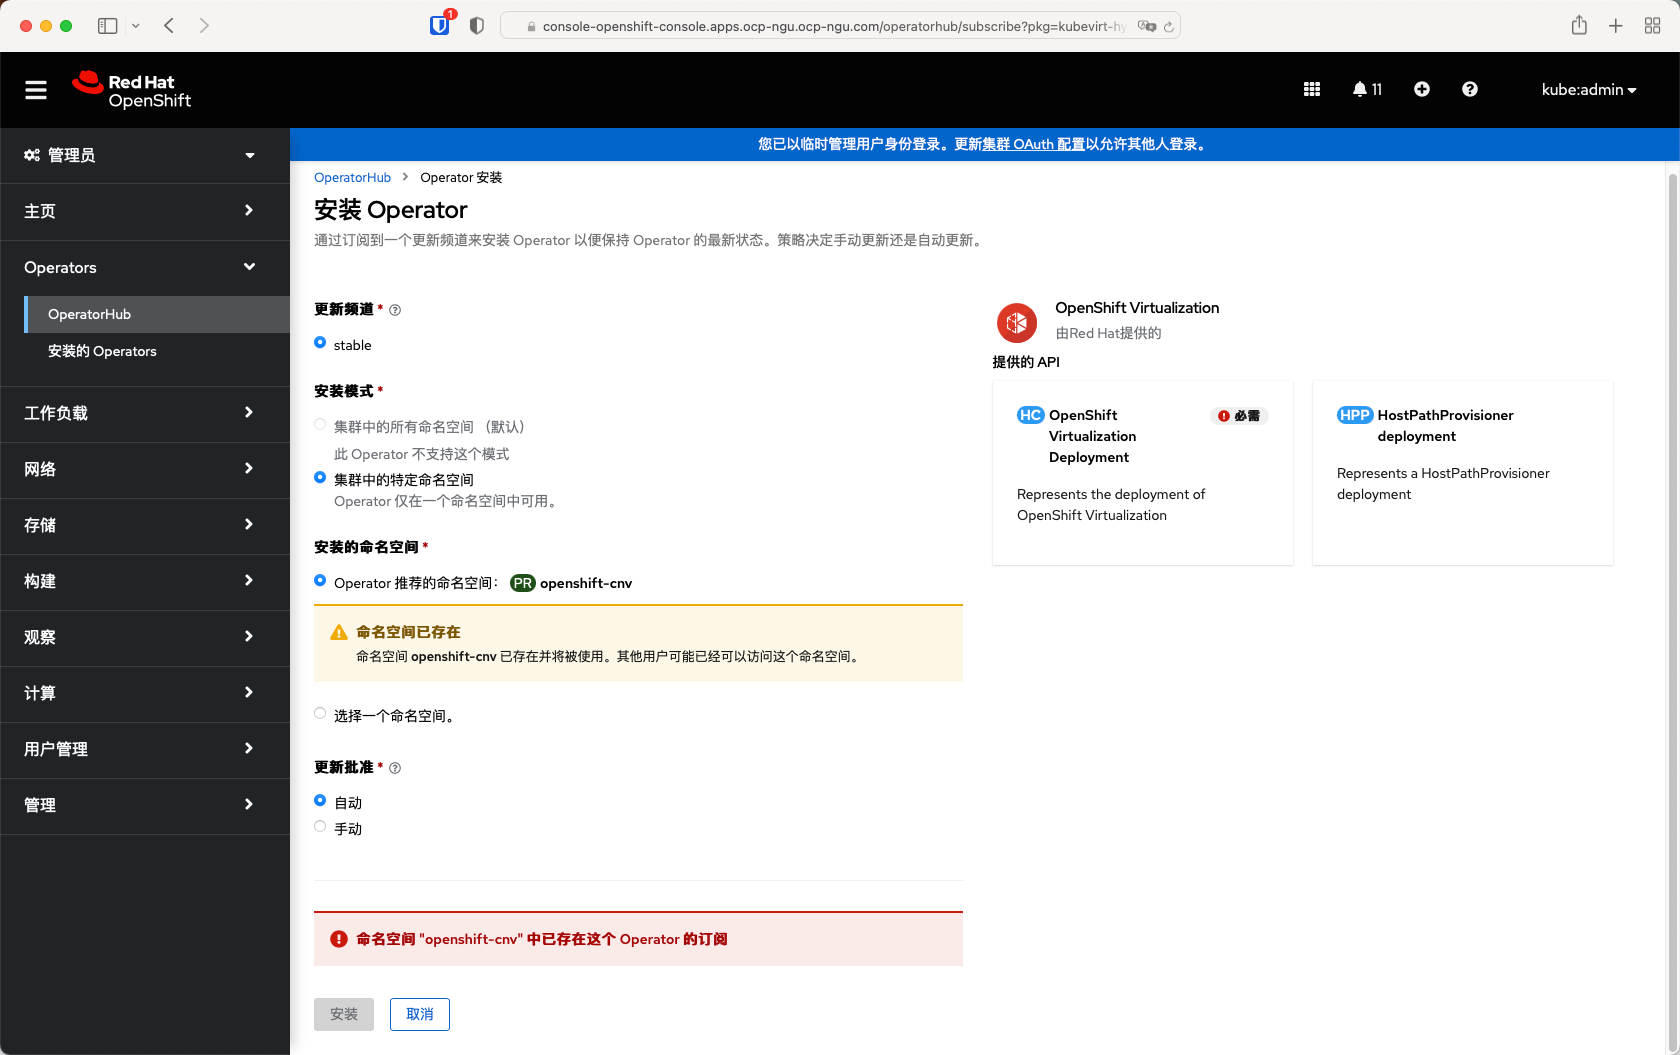 1
console-openshift-console.apps.ocp-ngu.ocp-ngu.com/operatorhub/subscribe?pkg=kubevirt-hy
Red Hat
OpenShift
11
kube:admin
管理员
主页
Operators
OperatorHub
安装的 Operators
工作负载
网络
存储
构建
观察
计算
用户管理
管理
您已以临时管理用户身份登录。更新集群 OAuth 配置以允许其他人登录。
OperatorHub
Operator 安装
安装 Operator
通过订阅到一个更新频道来安装 Operator 以便保持 Operator 的最新状态。策略决定手动更新还是自动更新。
更新频道 *
stable
安装模式 *
集群中的所有命名空间 （默认）
此 Operator 不支持这个模式
集群中的特定命名空间
Operator 仅在一个命名空间中可用。
安装的命名空间 *
Operator 推荐的命名空间： PR openshift-cnv
命名空间已存在
命名空间 openshift-cnv 已存在并将被使用。其他用户可能已经可以访问这个命名空间。
选择一个命名空间。
更新批准 *
自动
手动
命名空间 "openshift-cnv" 中已存在这个 Operator 的订阅
安装
取消
OpenShift Virtualization
由Red Hat提供的
提供的 API
HC OpenShift
Virtualization
Deployment
必需
Represents the deployment of
OpenShift Virtualization
HPP HostPathProvisioner
deployment
Represents a HostPathProvisioner
deployment